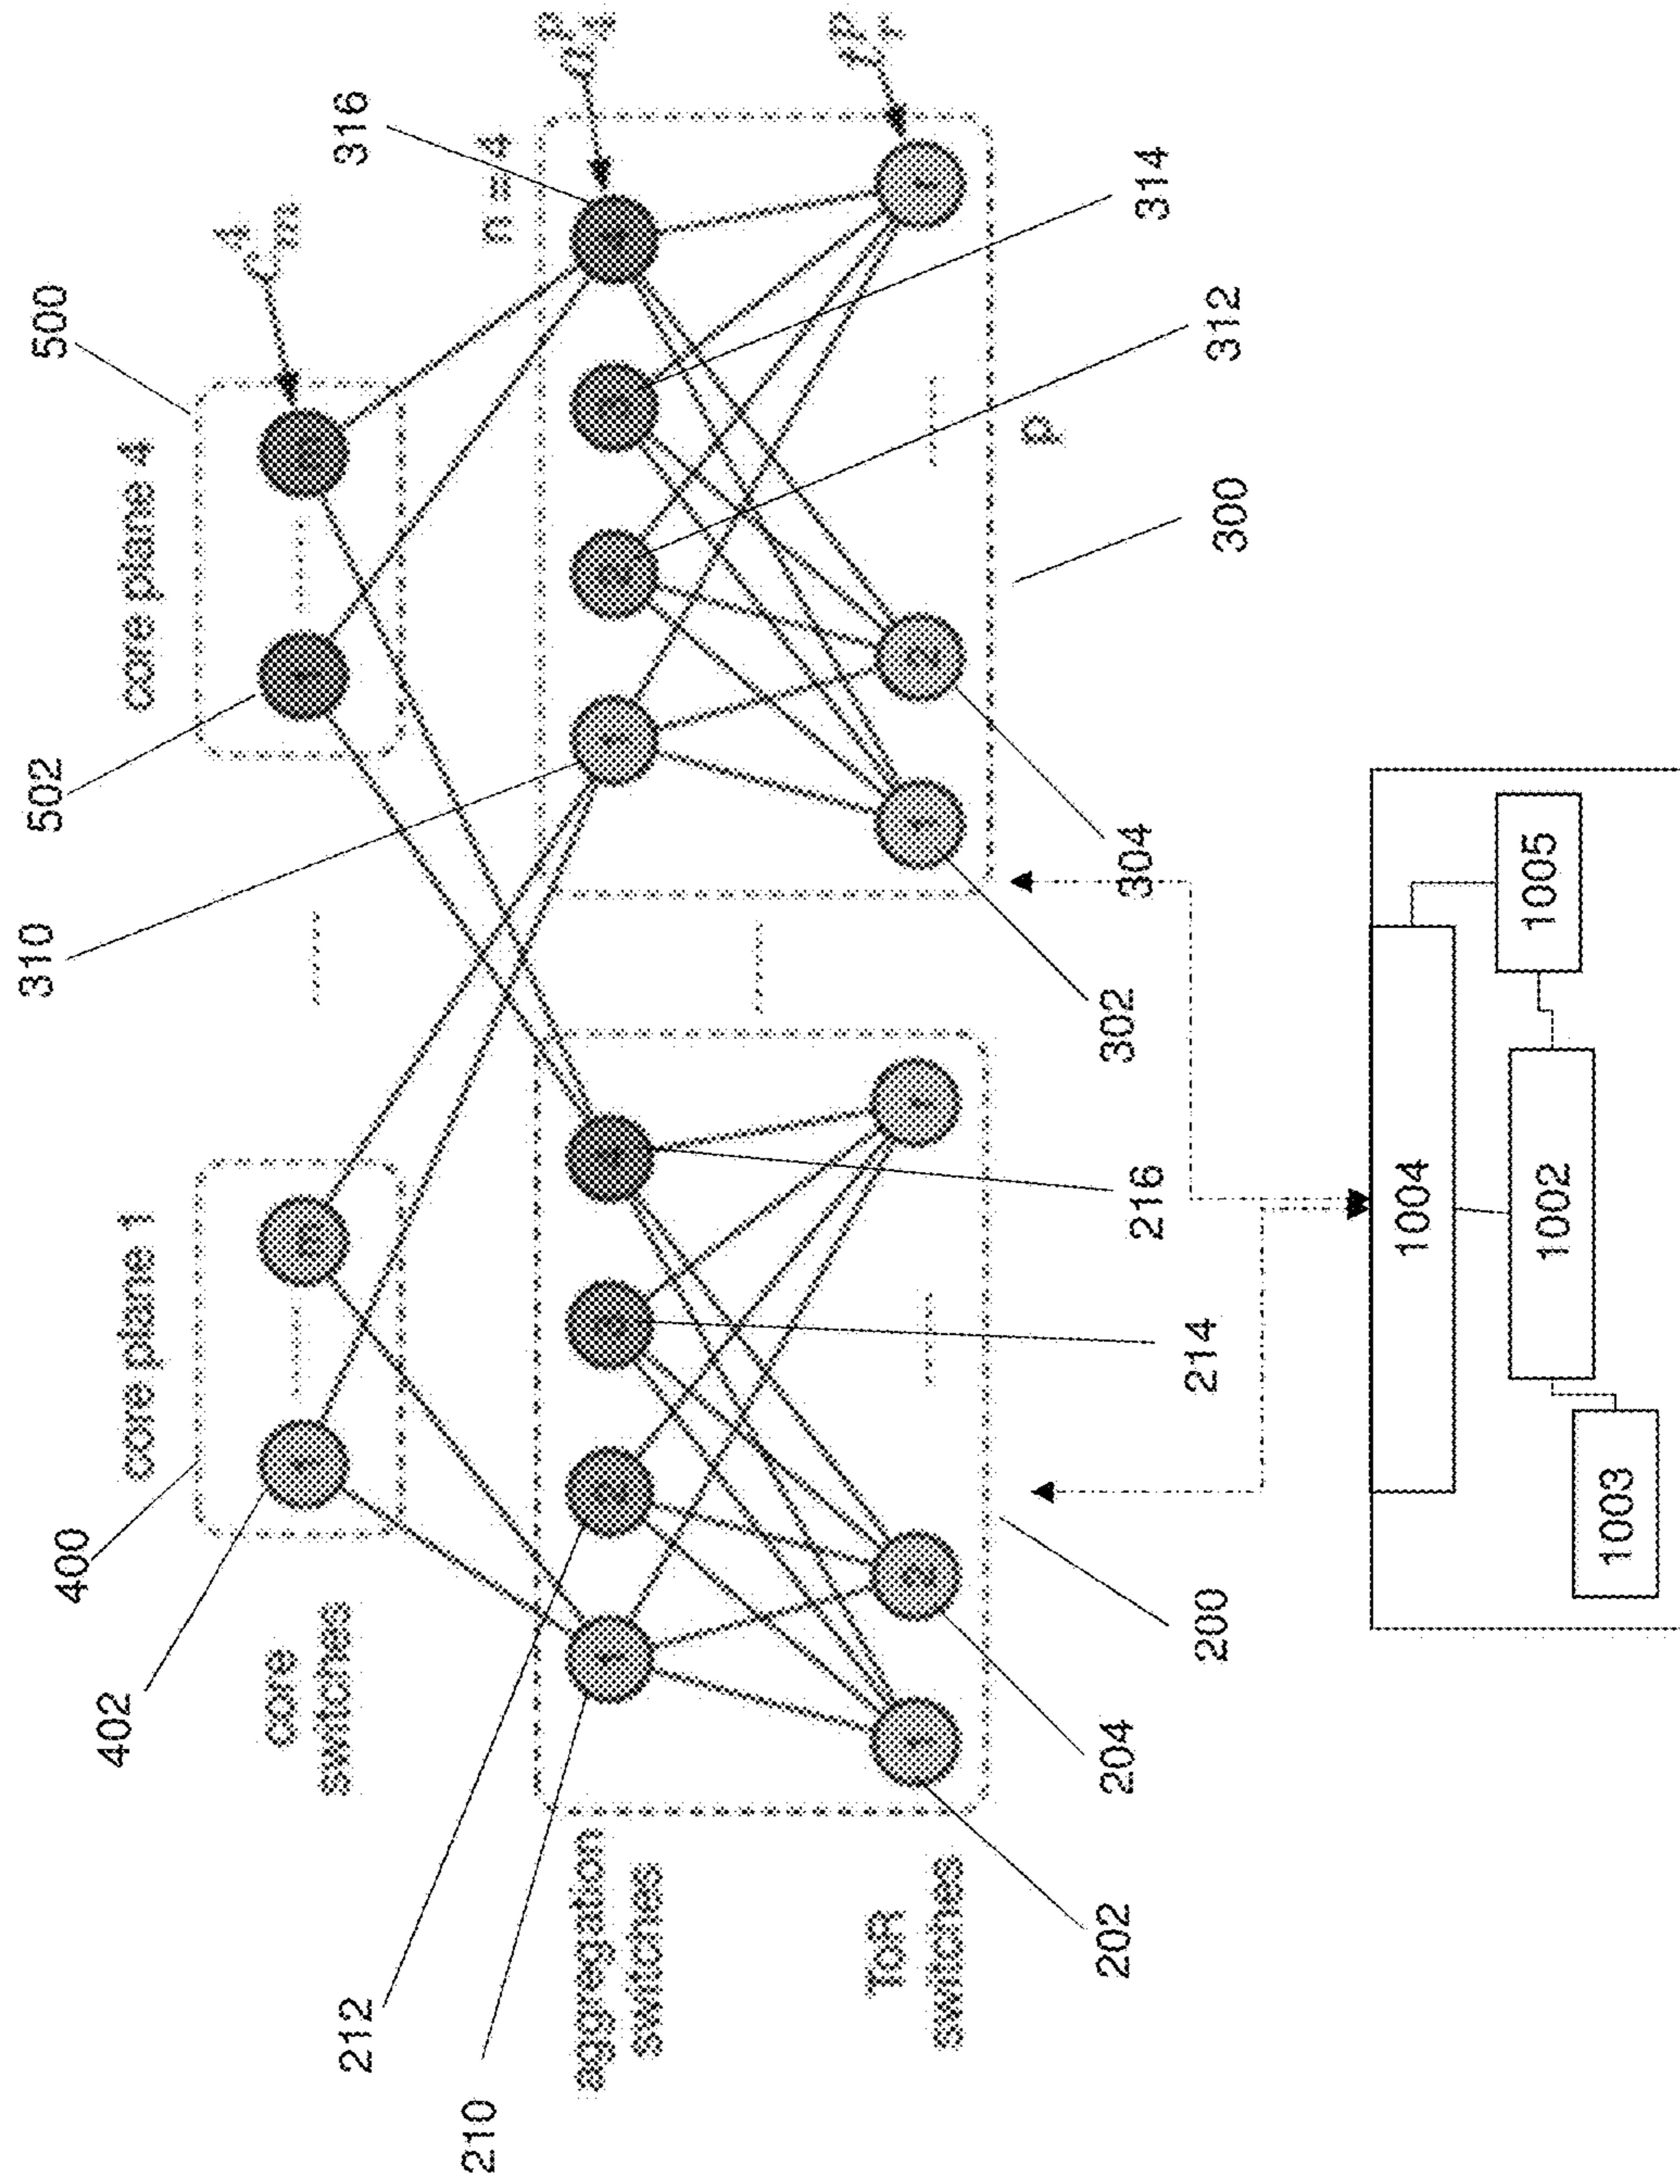 500
316
n = 4
core plane 4
502
310
314
312
p
300
304
302
core plane 1
400
402
core
switches
aggregation
switches
ToR
switches
212
210
216
214
200
204
202
1004
1005
1002
1003